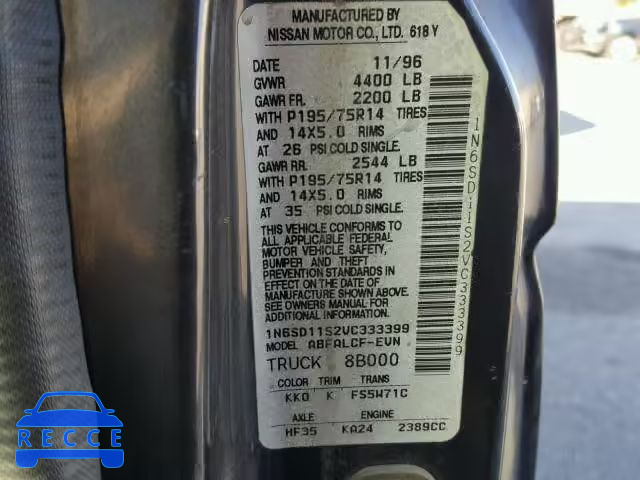 MANUFACTURED BY
NISSAN MOTOR CO., LTD. 618Y
DATE 11/96
GVWR 4400 LB
GAWR FR. 2200 LB
WITH P195/75R14 TIRES
AND 14X5.0 RIMS
AT 26 PSI COLD SINGLE.
GAWR RR. 2544 LB
WITH P195/75R14 TIRES
AND 14X5.0 RIMS
AT 35 PSI COLD SINGLE.
THIS VEHICLE CONFORMS TO
ALL APPLICABLE FEDERAL
MOTOR VEHICLE SAFETY,
BUMPER AND THEFT
PREVENTION STANDARDS IN
EFFECT ON THE DATE OF
MANUFACTURE SHOWN ABOVE.
ADDITIONAL INFORMATION.
1N6SD11S2VC333399
MODEL ABFALCF-EVN
TRUCK 8B000
COLOR TRIM TRANS
KK0 K FS5W71C
AXLE ENGINE
HF35 KA24 2389CC
1N6SD11S2VC333399
RECCE